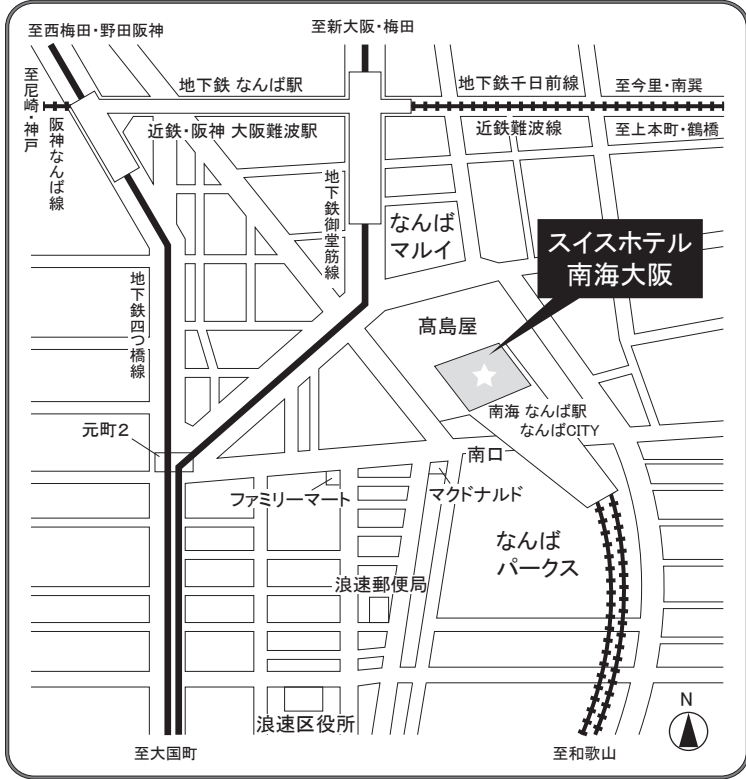 至西梅田・野田阪神
至新大阪・梅田
至尼崎・神戸
阪神なんば線
地下鉄 なんば駅
地下鉄千日前線
至今里・南巽
近鉄・阪神 大阪難波駅
近鉄難波線
至上本町・鶴橋
地下鉄御堂筋線
なんば
マルイ
スイスホテル
南海大阪
地下鉄四つ橋線
髙島屋
南海 なんば駅
なんばCITY
元町2
南口
ファミリーマート
マクドナルド
なんば
パークス
浪速郵便局
浪速区役所
N
至大国町
至和歌山